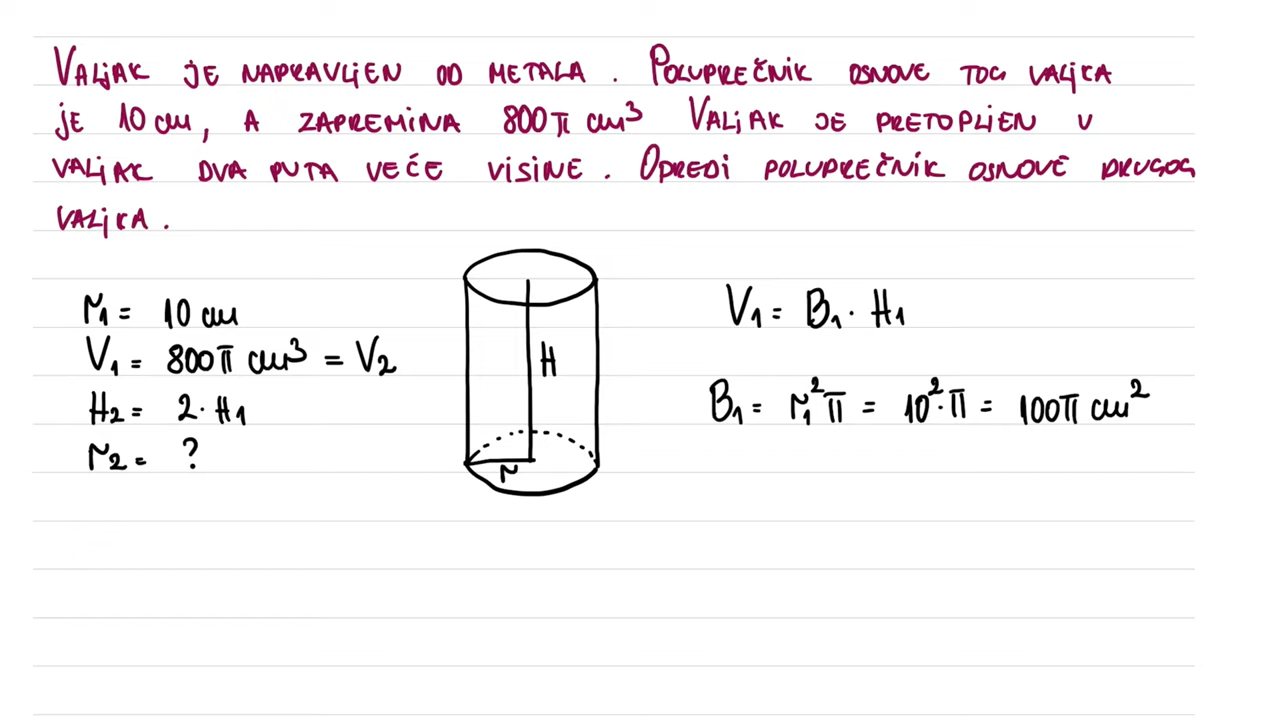 VALJAK JE NAPRAVLJEN OD METALA. POLUPREČNIK OSNOVE TOG VALJKA
JE 10 cm, A ZAPREMINA 800π cm³ VALJAK JE PRETOPLJEN U
VALJAK DVA PUTA VEĆE VISINE. OPREDI POLUPREČNIK OSNOVE DRUGOG
VALJKA.
r₁ = 10 cm
V₁ = 800π cm³ = V₂
H₂ = 2·H₁
r₂ = ?
H
r
V₁ = B₁·H₁
B₁ = r₁²π = 10²·π = 100π cm²